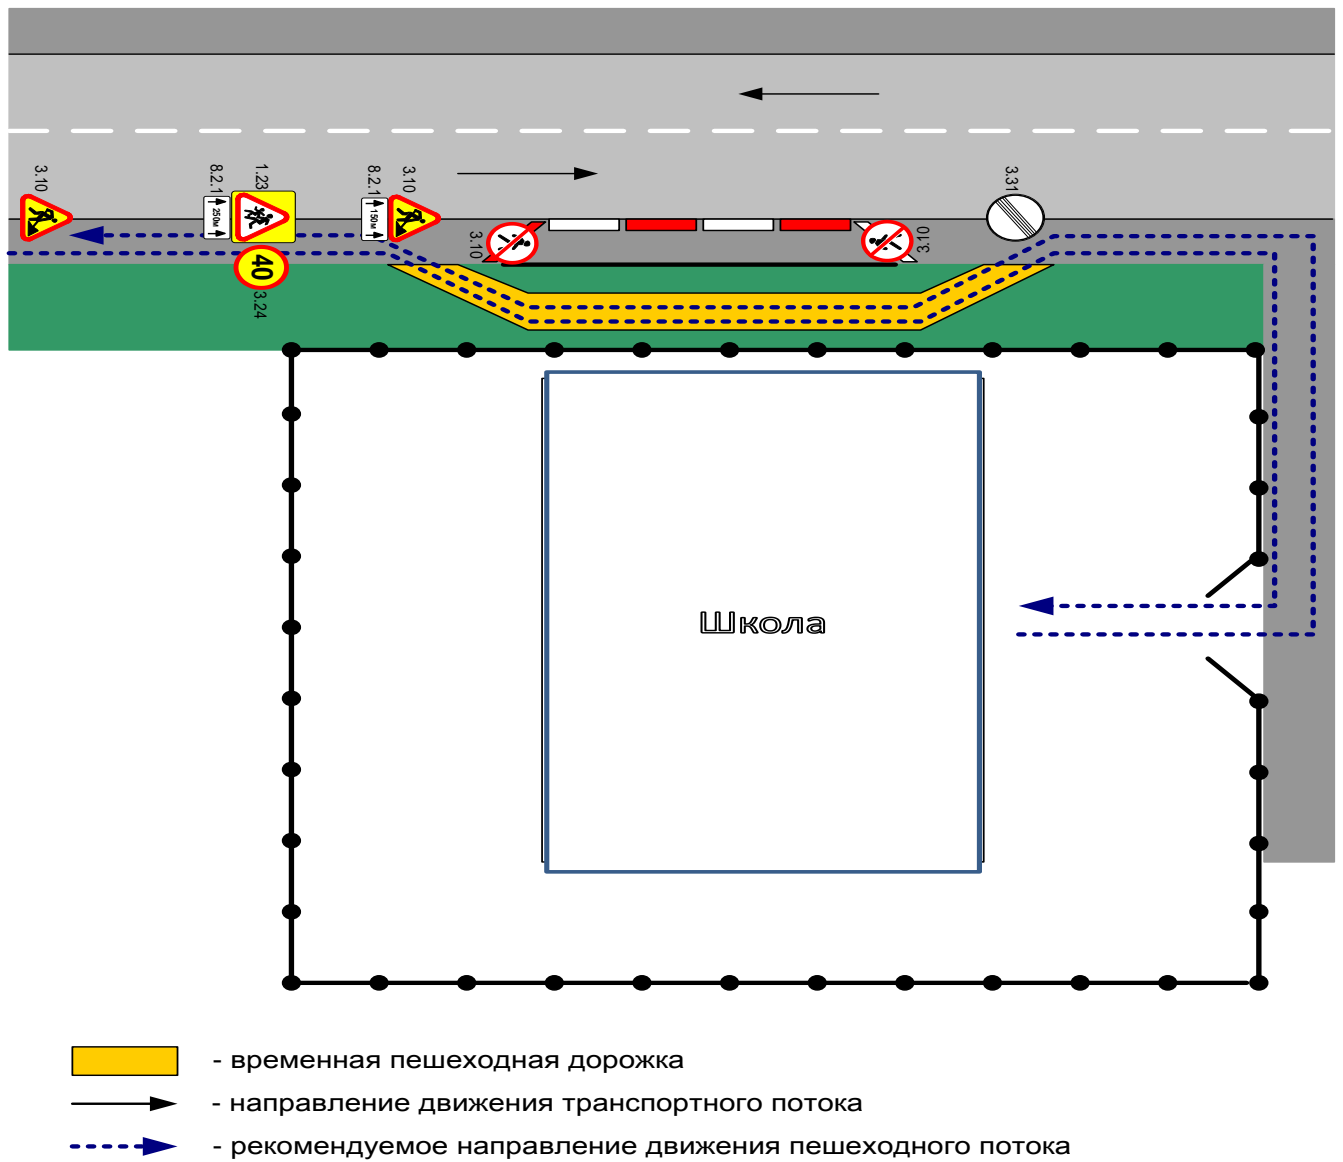 3.10
8.2.1
250м
1.23
40
3.24
8.2.1
150м
3.10
3.10
3.10
3.31
Школа
- временная пешеходная дорожка
- направление движения транспортного потока
- рекомендуемое направление движения пешеходного потока